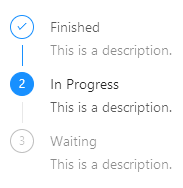 Finished
This is a description.
2 In Progress
This is a description.
3 Waiting
This is a description.